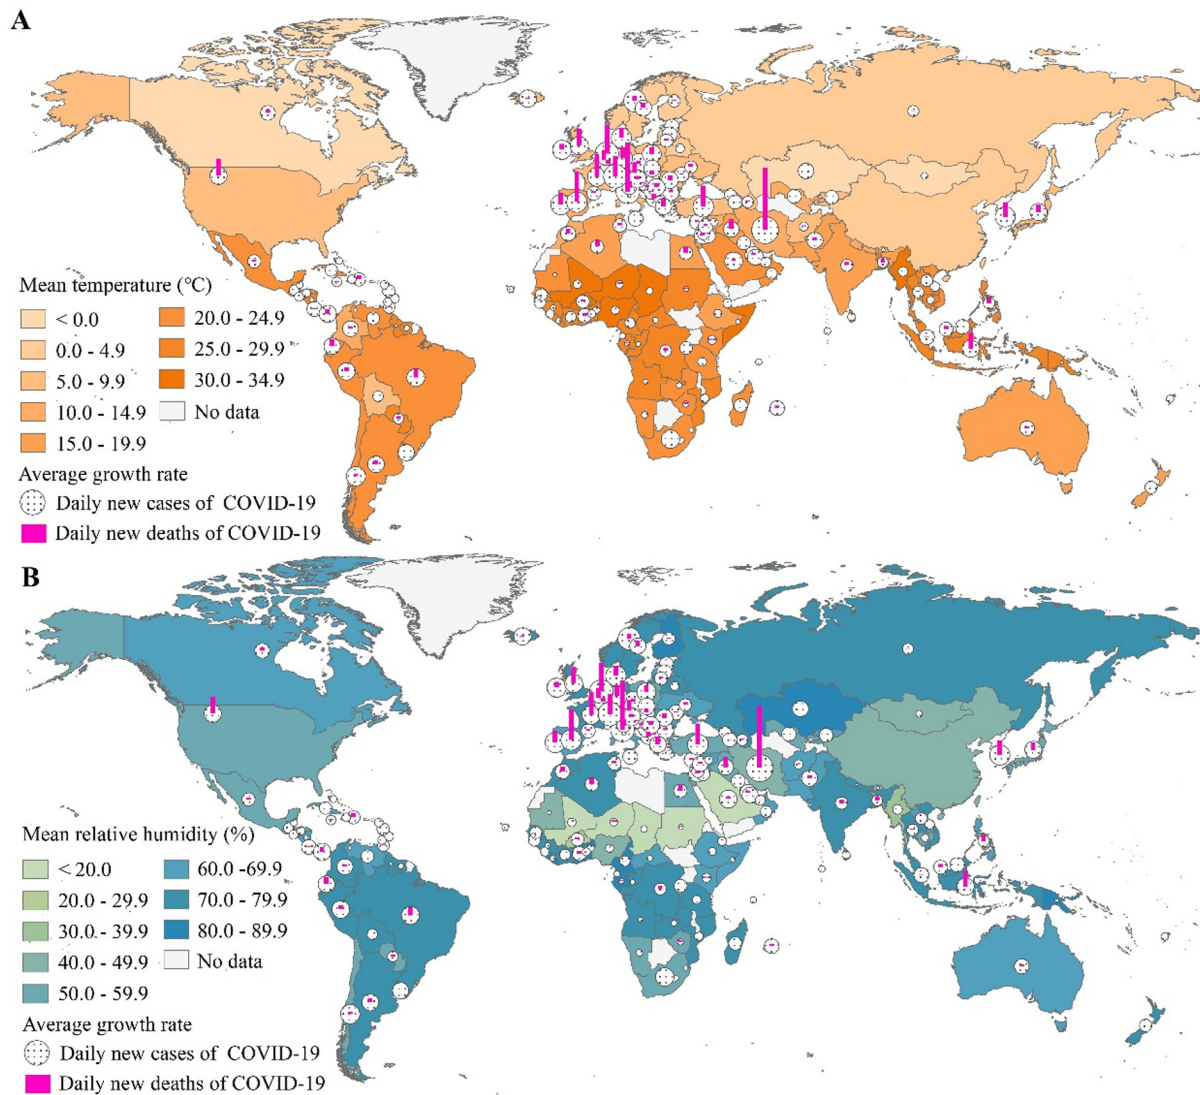 A
Mean temperature (°C)
< 0.0
0.0 - 4.9
5.0 - 9.9
10.0 - 14.9
15.0 - 19.9
20.0 - 24.9
25.0 - 29.9
30.0 - 34.9
No data
Average growth rate
Daily new cases of COVID-19
Daily new deaths of COVID-19
B
Mean relative humidity (%)
< 20.0
20.0 - 29.9
30.0 - 39.9
40.0 - 49.9
50.0 - 59.9
60.0 -69.9
70.0 - 79.9
80.0 - 89.9
No data
Average growth rate
Daily new cases of COVID-19
Daily new deaths of COVID-19